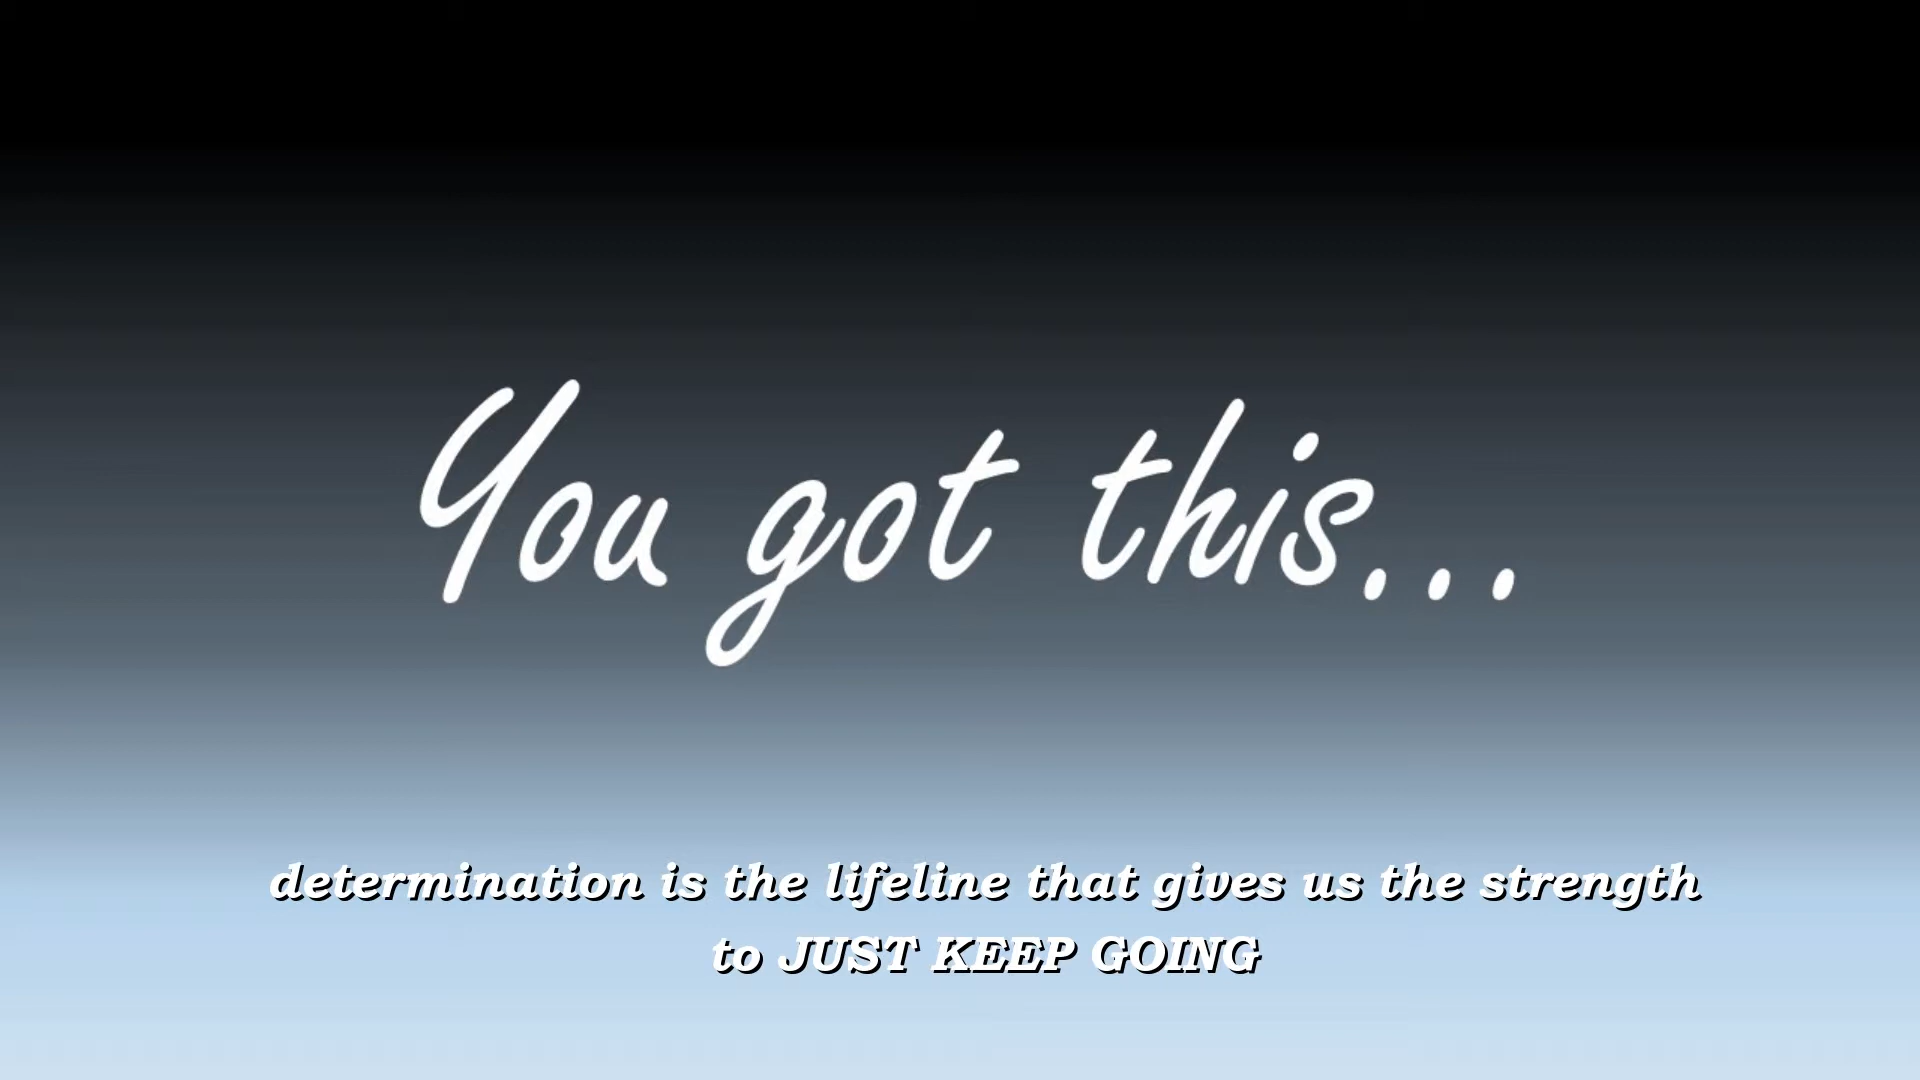 You got this...
determination is the lifeline that gives us the strength
to JUST KEEP GOING